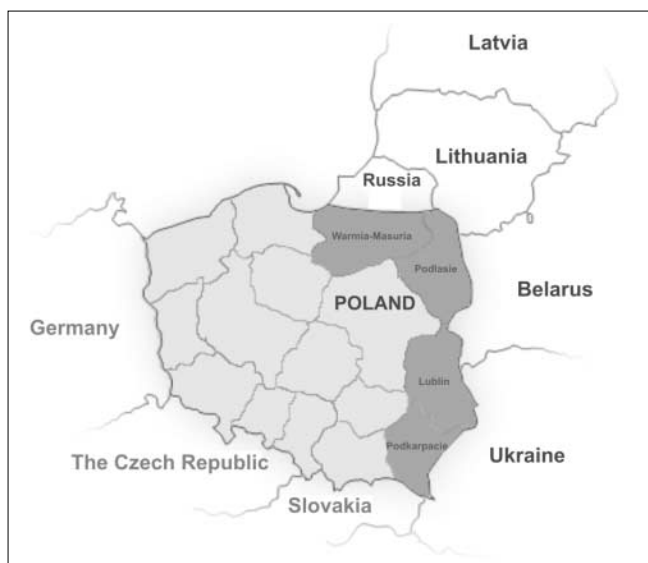 Latvia
Lithuania
Russia
Warmia-Masuria
Podlasie
Belarus
POLAND
Germany
Lublin
Podkarpacie
Ukraine
The Czech Republic
Slovakia